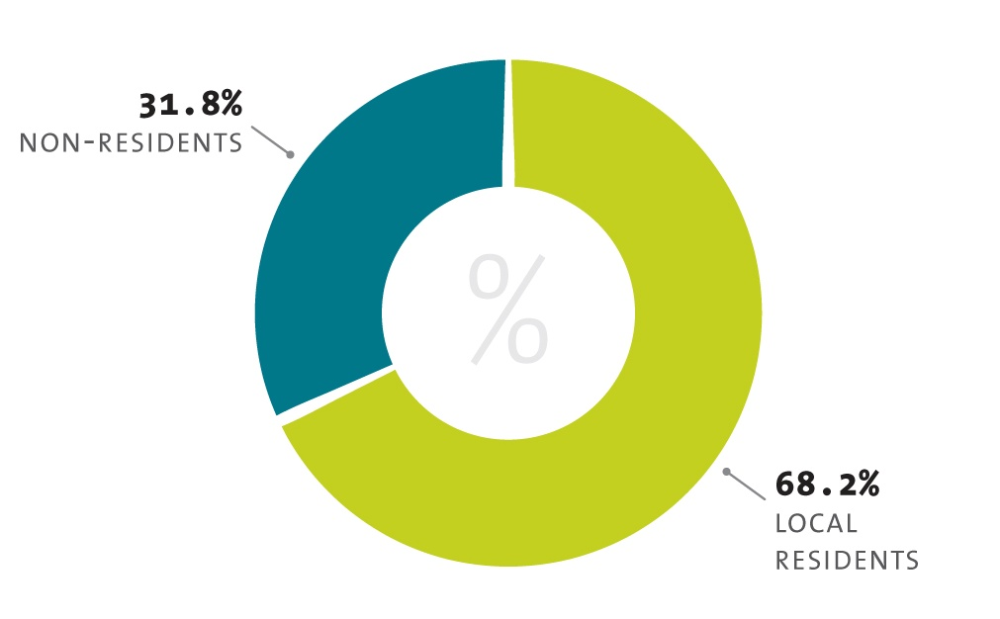 31.8%
NON-RESIDENTS
%
68.2%
LOCAL
RESIDENTS